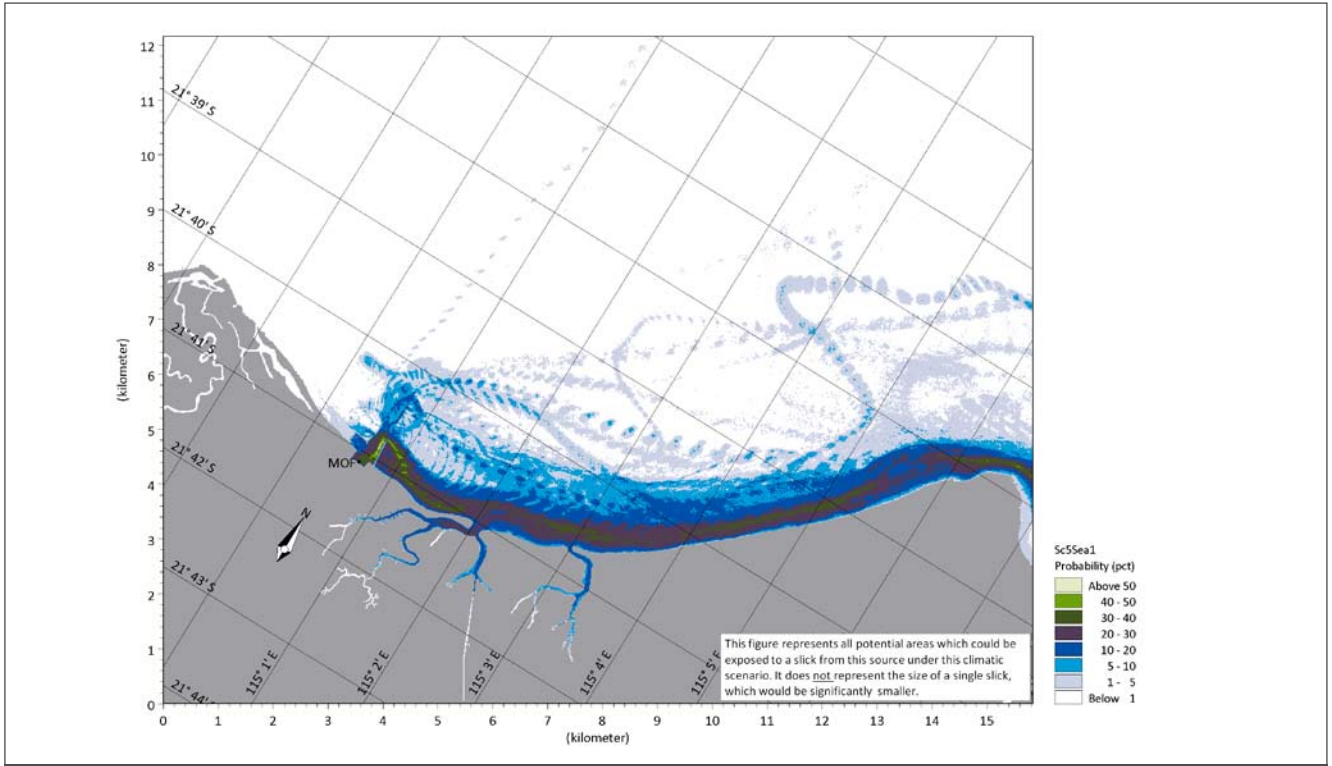 12
11
10
9
8
7
6
5
4
3
2
1
0
(kilometer)
21° 39' S
21° 40' S
21° 41' S
21° 42' S
21° 43' S
21° 44'
MOF
N
115° 1' E
115° 2' E
115° 3' E
115° 4' E
115° 5'
This figure represents all potential areas which could be
exposed to a slick from this source under this climatic
scenario. It does not represent the size of a single slick,
which would be significantly smaller.
0 1 2 3 4 5 6 7 8 9 10 11 12 13 14 15
(kilometer)
Sc5Sea1
Probability (pct)
Above 50
40 - 50
30 - 40
20 - 30
10 - 20
5 - 10
1 - 5
Below 1